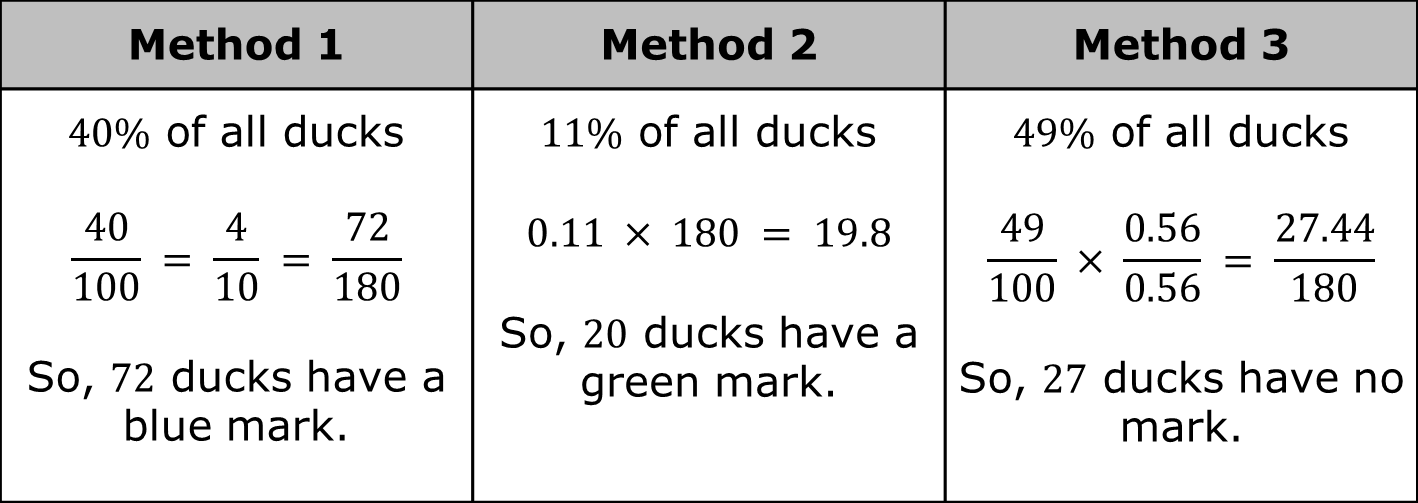 Method 1
40% of all ducks
40/100 = 4/10 = 72/180
So, 72 ducks have a
blue mark.
Method 2
11% of all ducks
0.11 × 180 = 19.8
So, 20 ducks have a
green mark.
Method 3
49% of all ducks
49/100 × 0.56/0.56 = 27.44/180
So, 27 ducks have no
mark.